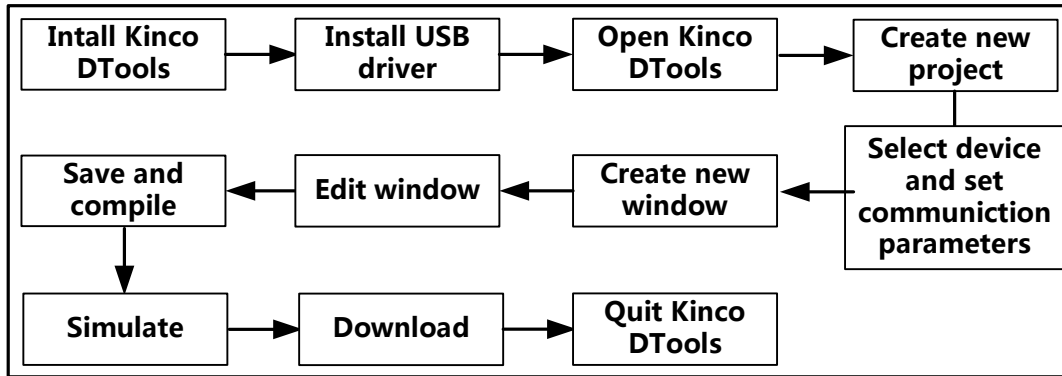 Intall Kinco
DTools
Install USB
driver
Open Kinco
DTools
Create new
project
Select device
and set
communiction
parameters
Create new
window
Edit window
Save and
compile
Simulate
Download
Quit Kinco
DTools